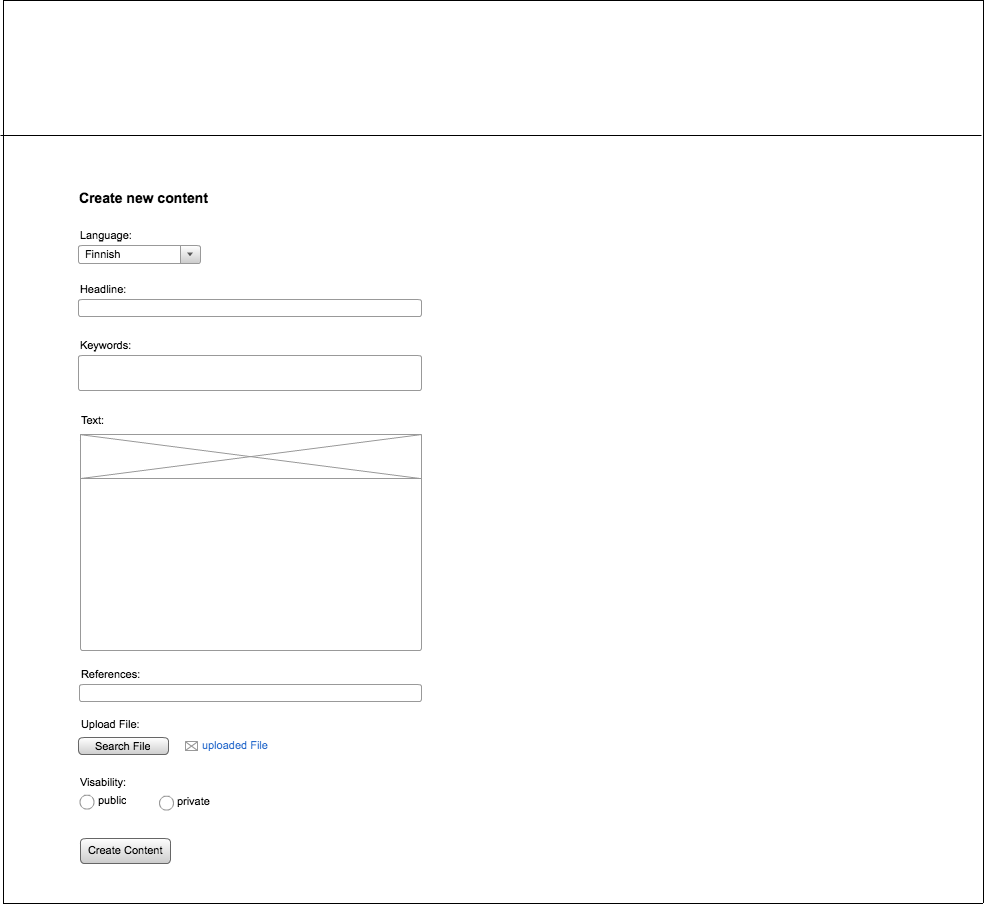 Create new content
Language:
Finnish
Headline:
Keywords:
Text:
References:
Upload File:
Search File uploaded File
Visability:
public private
Create Content